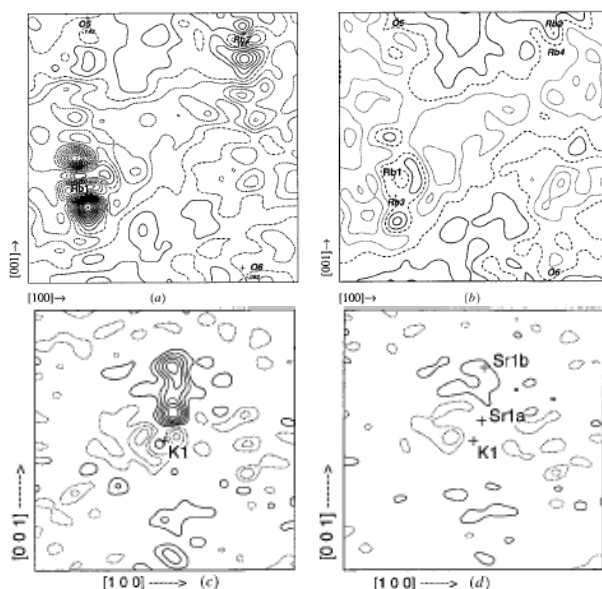 O5
Rb2
Rb1
O6
[001]→
[100]→
(a)
O5
Rb2
Rb4
Rb1
Rb3
O6
[001]→
[100]→
(b)
K1
[0 0 1] ----->
[1 0 0] -----> (c)
Sr1b
Sr1a
K1
[0 0 1] ----->
[1 0 0] -----> (d)